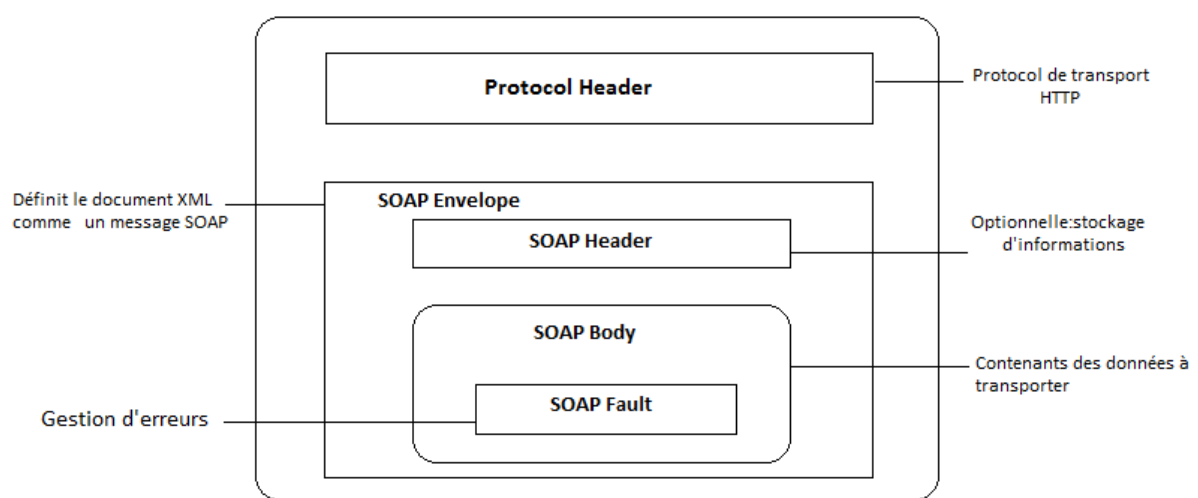 Protocol Header
Protocol de transport
HTTP
Définit le document XML
comme un message SOAP
SOAP Envelope
SOAP Header
Optionnelle:stockage
d'informations
SOAP Body
Contenants des données à
transporter
SOAP Fault
Gestion d'erreurs